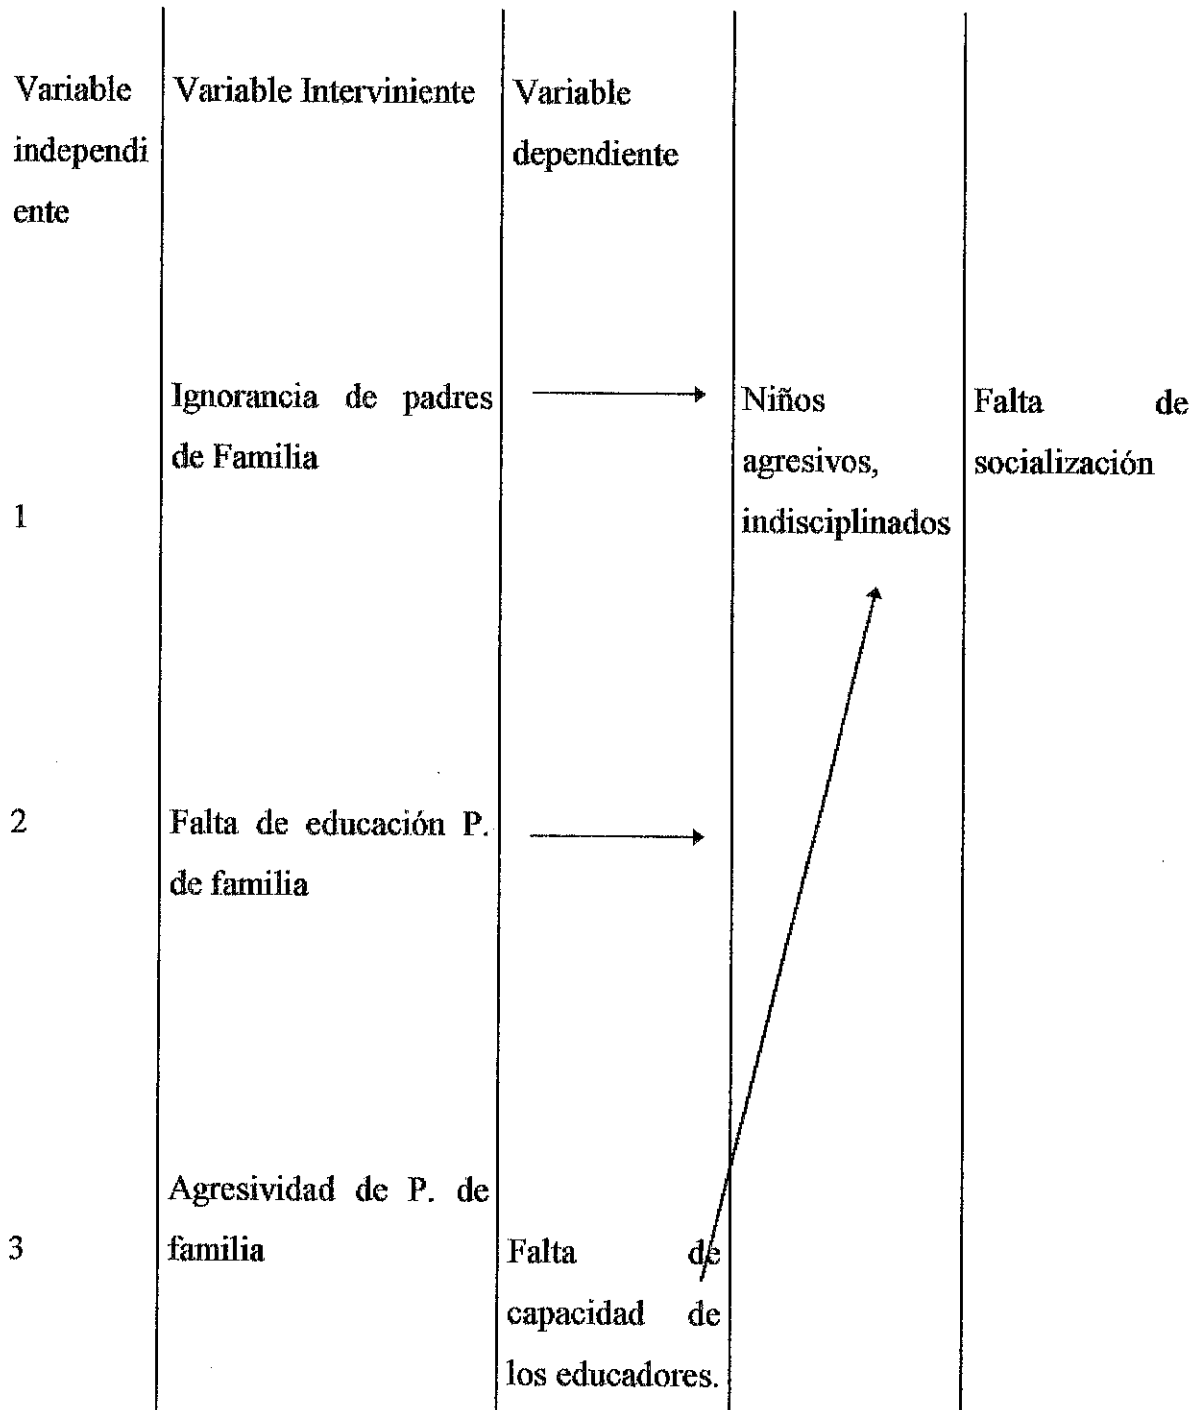 Variable
independi
ente
Variable Interviniente
Variable
dependiente
1
Ignorancia de padres
de Familia
Niños
agresivos,
indisciplinados
Falta de
socialización
2
Falta de educación P.
de familia
3
Agresividad de P. de
familia
Falta de
capacidad de
los educadores.